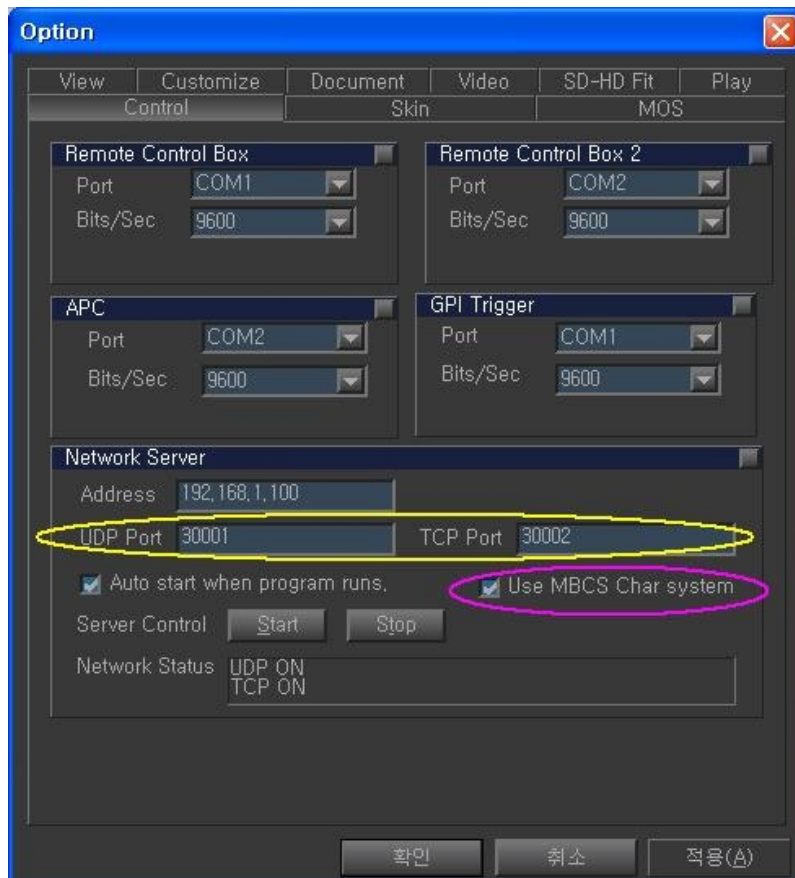 Option
View Customize Document Video SD-HD Fit Play
Control Skin MOS
Remote Control Box Remote Control Box 2
Port COM1 Port COM2
Bits/Sec 9600 Bits/Sec 9600
APC GPI Trigger
Port COM2 Port COM1
Bits/Sec 9600 Bits/Sec 9600
Network Server
Address 192,168,1,100
UDP Port 30001 TCP Port 30002
Auto start when program runs, Use MBCS Char system
Server Control Start Stop
Network Status UDP ON
TCP ON
확인 취소 적용(A)